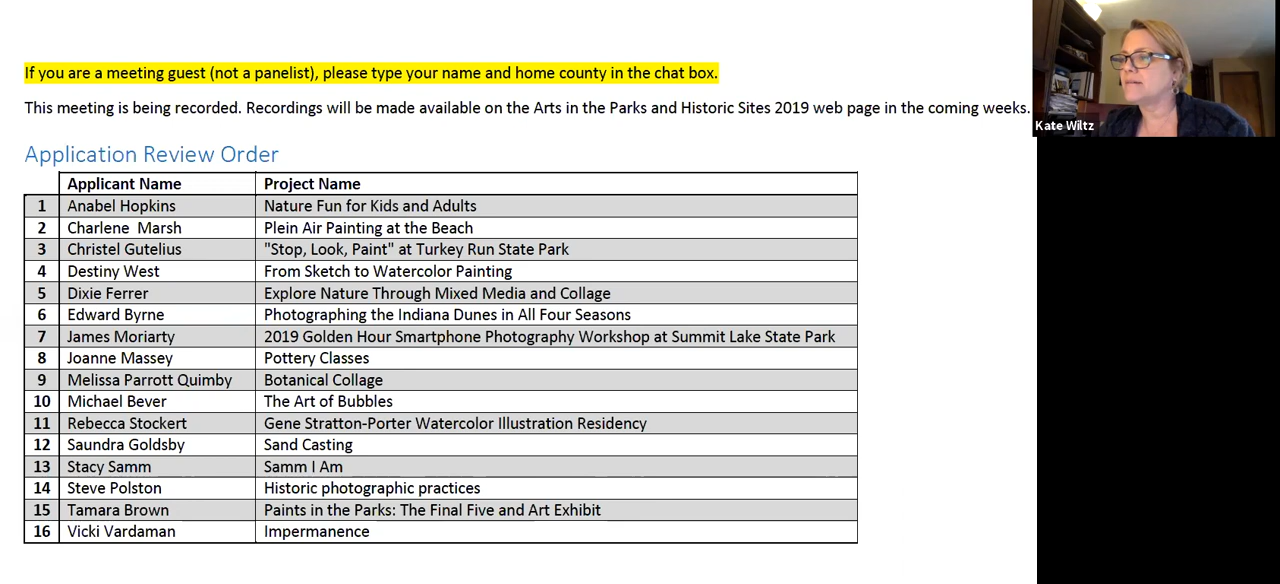 If you are a meeting guest (not a panelist), please type your name and home county in the chat box.
This meeting is being recorded. Recordings will be made available on the Arts in the Parks and Historic Sites 2019 web page in the coming weeks.
Kate Wiltz
Application Review Order
Applicant Name Project Name
1 Anabel Hopkins Nature Fun for Kids and Adults
2 Charlene Marsh Plein Air Painting at the Beach
3 Christel Gutelius "Stop, Look, Paint" at Turkey Run State Park
4 Destiny West From Sketch to Watercolor Painting
5 Dixie Ferrer Explore Nature Through Mixed Media and Collage
6 Edward Byrne Photographing the Indiana Dunes in All Four Seasons
7 James Moriarty 2019 Golden Hour Smartphone Photography Workshop at Summit Lake State Park
8 Joanne Massey Pottery Classes
9 Melissa Parrott Quimby Botanical Collage
10 Michael Bever The Art of Bubbles
11 Rebecca Stockert Gene Stratton-Porter Watercolor Illustration Residency
12 Saundra Goldsby Sand Casting
13 Stacy Samm Samm I Am
14 Steve Polston Historic photographic practices
15 Tamara Brown Paints in the Parks: The Final Five and Art Exhibit
16 Vicki Vardaman Impermanence